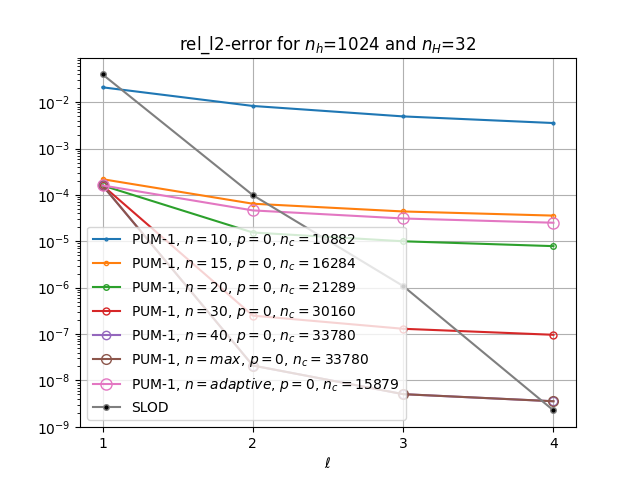 rel_l2-error for $n_h$=1024 and $n_H$=32
$10^{-2}$
$10^{-3}$
$10^{-4}$
$10^{-5}$
$10^{-6}$
$10^{-7}$
$10^{-8}$
$10^{-9}$
PUM-1, $n = 10$, $p = 0$, $n_c = 10882$
PUM-1, $n = 15$, $p = 0$, $n_c = 16284$
PUM-1, $n = 20$, $p = 0$, $n_c = 21289$
PUM-1, $n = 30$, $p = 0$, $n_c = 30160$
PUM-1, $n = 40$, $p = 0$, $n_c = 33780$
PUM-1, $n = max$, $p = 0$, $n_c = 33780$
PUM-1, $n = adaptive$, $p = 0$, $n_c = 15879$
SLOD
1 2 3 4
ℓ